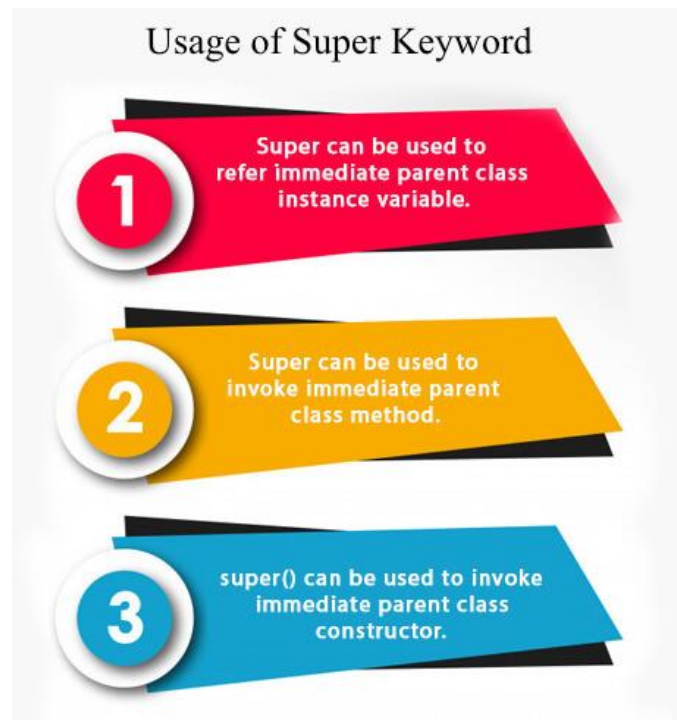 Usage of Super Keyword
1
Super can be used to
refer immediate parent class
instance variable.
2
Super can be used to
invoke immediate parent
class method.
3
super() can be used to invoke
immediate parent class
constructor.